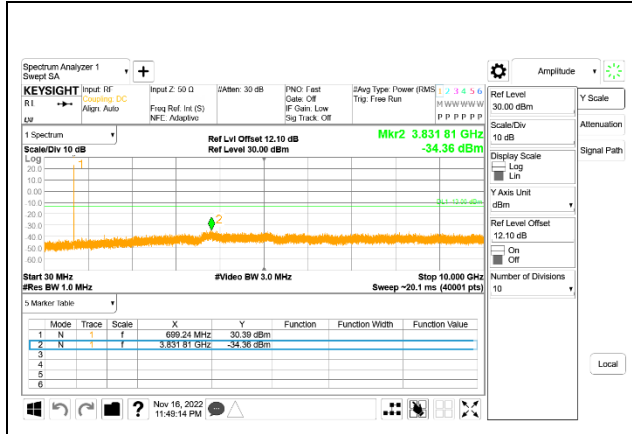 Spectrum Analyzer 1
Swept SA
+
Amplitude
KEYSIGHT
RL
Input: RF
Coupling: DC
Align: Auto
Input Z: 50 Ω
Freq Ref: Int (S)
NFE: Adaptive
#Atten: 30 dB
PNO: Fast
Gate: Off
IF Gain: Low
Sig Track: Off
#Avg Type: Power (RMS
Trig: Free Run
1 2 3 4 5 6
M W W W W W
P P P P P P
1 Spectrum
Scale/Div 10 dB
Ref Lvl Offset 12.10 dB
Ref Level 30.00 dBm
Mkr2 3.831 81 GHz
-34.36 dBm
Log
20.0
10.0
0.00
-10.0
-20.0
-30.0
-40.0
-50.0
-60.0
1
2
Start 30 MHz
#Res BW 1.0 MHz
#Video BW 3.0 MHz
Stop 10.000 GHz
Sweep ~20.1 ms (40001 pts)
5 Marker Table
Mode Trace Scale X Y Function Function Width Function Value
1 N 1 f 699.24 MHz 30.39 dBm
2 N 1 f 3.831 81 GHz -34.36 dBm
3
4
5
6
Nov 16, 2022
11:49:14 PM
?
Ref Level
30.00 dBm
Scale/Div
10 dB
Display Scale
Log
Lin
Y Axis Unit
dBm
Ref Level Offset
12.10 dB
On
Off
Number of Divisions
10
Y Scale
Attenuation
Signal Path
Local